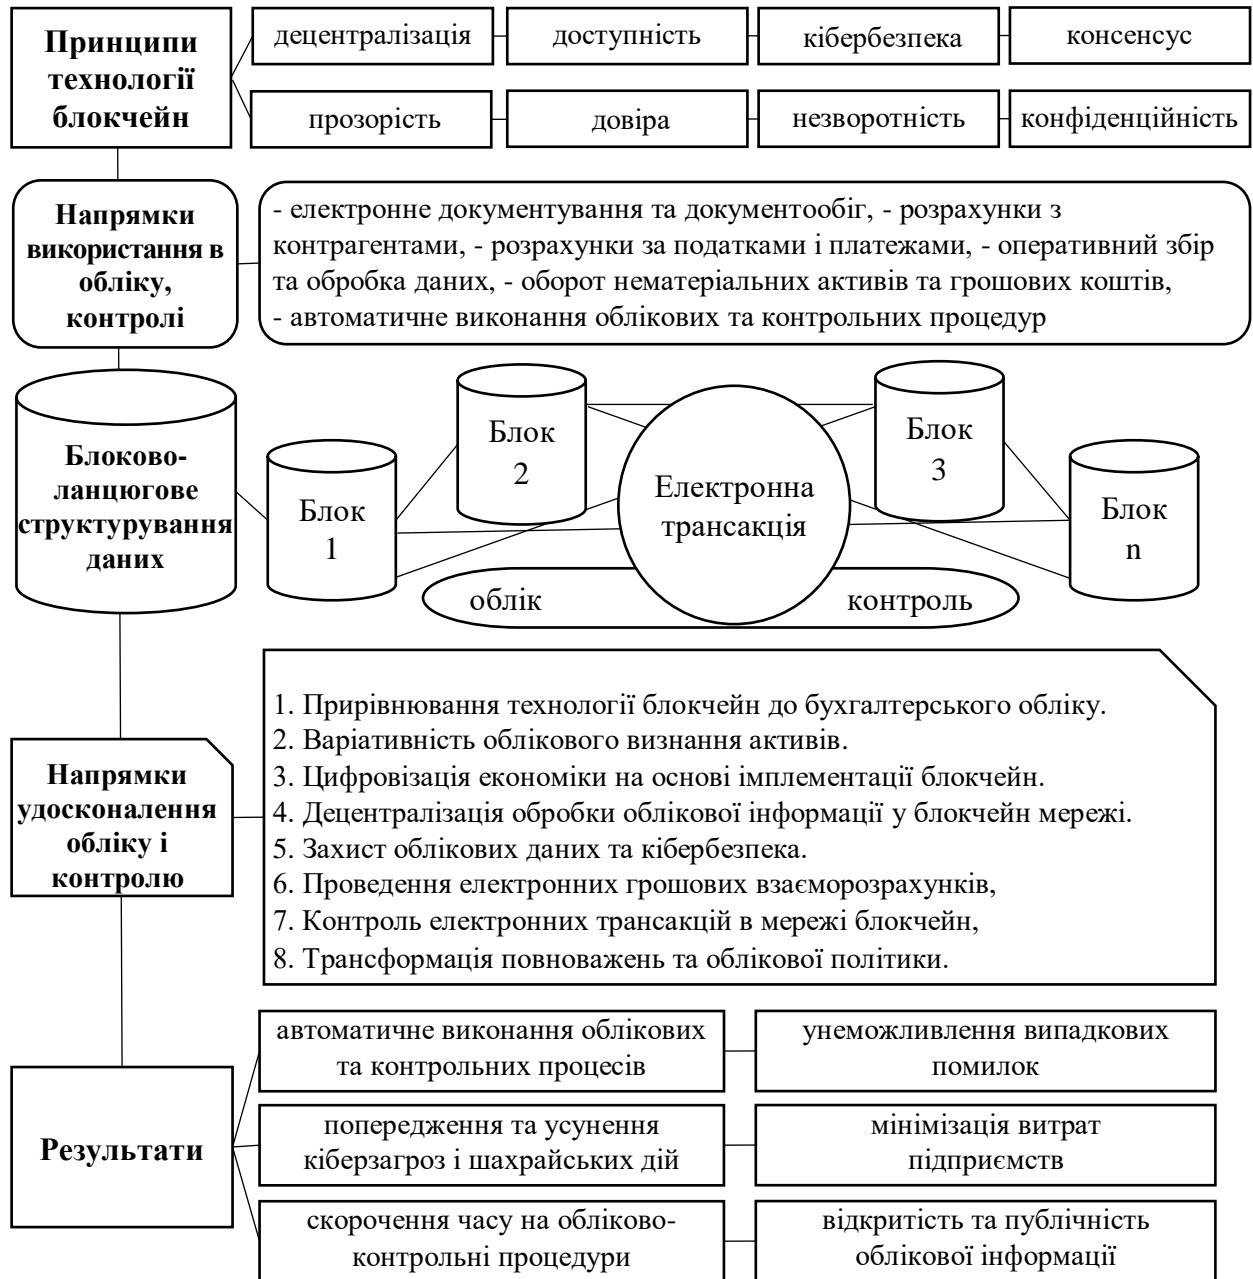 Принципи
технології
блокчейн
децентралізація
доступність
кібербезпека
консенсус
прозорість
довіра
незворотність
конфіденційність
Напрямки
використання в
обліку,
контролі
- електронне документування та документообіг, - розрахунки з
контрагентами, - розрахунки за податками і платежами, - оперативний збір
та обробка даних, - оборот нематеріальних активів та грошових коштів,
- автоматичне виконання облікових та контрольних процедур
Блоково-
ланцюгове
структурування
даних
Блок
1
Блок
2
Електронна
трансакція
Блок
3
Блок
n
облік
контроль
Напрямки
удосконалення
обліку і
контролю
1. Прирівнювання технології блокчейн до бухгалтерського обліку.
2. Варіативність облікового визнання активів.
3. Цифровізація економіки на основі імплементації блокчейн.
4. Децентралізація обробки облікової інформації у блокчейн мережі.
5. Захист облікових даних та кібербезпека.
6. Проведення електронних грошових взаєморозрахунків,
7. Контроль електронних трансакцій в мережі блокчейн,
8. Трансформація повноважень та облікової політики.
Результати
автоматичне виконання облікових
та контрольних процесів
унеможливлення випадкових
помилок
попередження та усунення
кіберзагроз і шахрайських дій
мінімізація витрат
підприємств
скорочення часу на обліково-
контрольні процедури
відкритість та публічність
облікової інформації